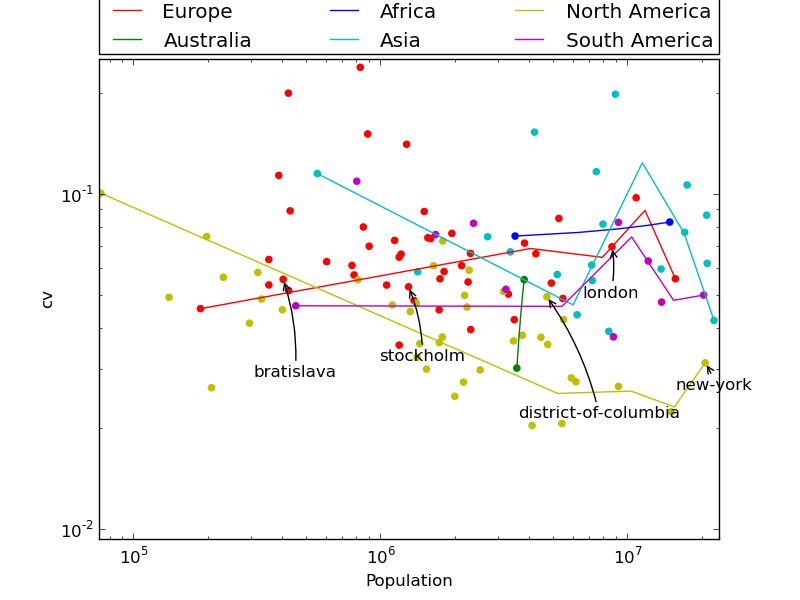 Europe Africa North America
Australia Asia South America
10^-1
cv
london
stockholm
bratislava
new-york
district-of-columbia
10^-2
10^5 10^6 10^7
Population